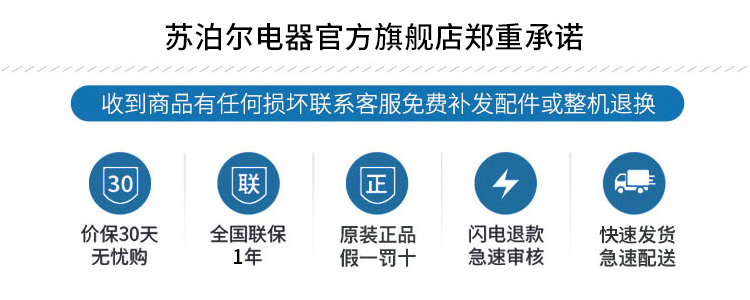 苏泊尔电器官方旗舰店郑重承诺
收到商品有任何损坏联系客服免费补发配件或整机退换
30
联
正
价保30天
无忧购
全国联保
1年
原装正品
假一罚十
闪电退款
急速审核
快速发货
急速配送